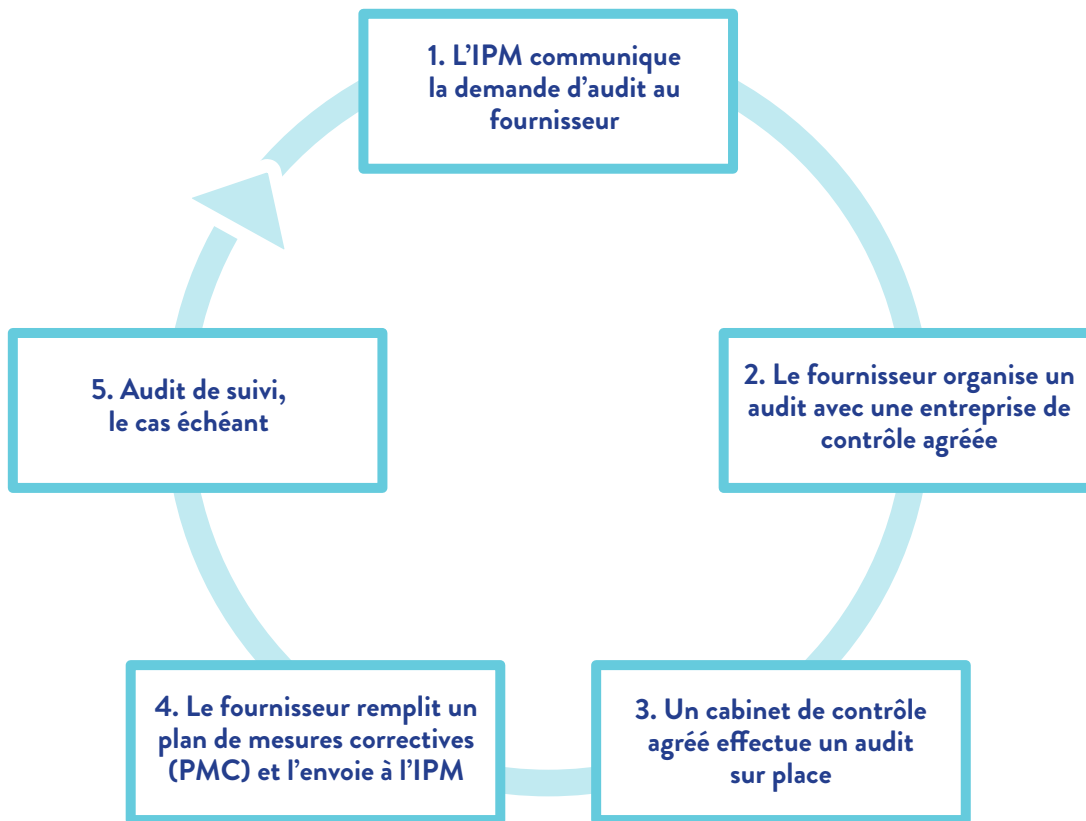 1. L’IPM communique
la demande d’audit au
fournisseur
2. Le fournisseur organise un
audit avec une entreprise de
contrôle agréée
3. Un cabinet de contrôle
agréé effectue un audit
sur place
4. Le fournisseur remplit un
plan de mesures correctives
(PMC) et l’envoie à l’IPM
5. Audit de suivi,
le cas échéant